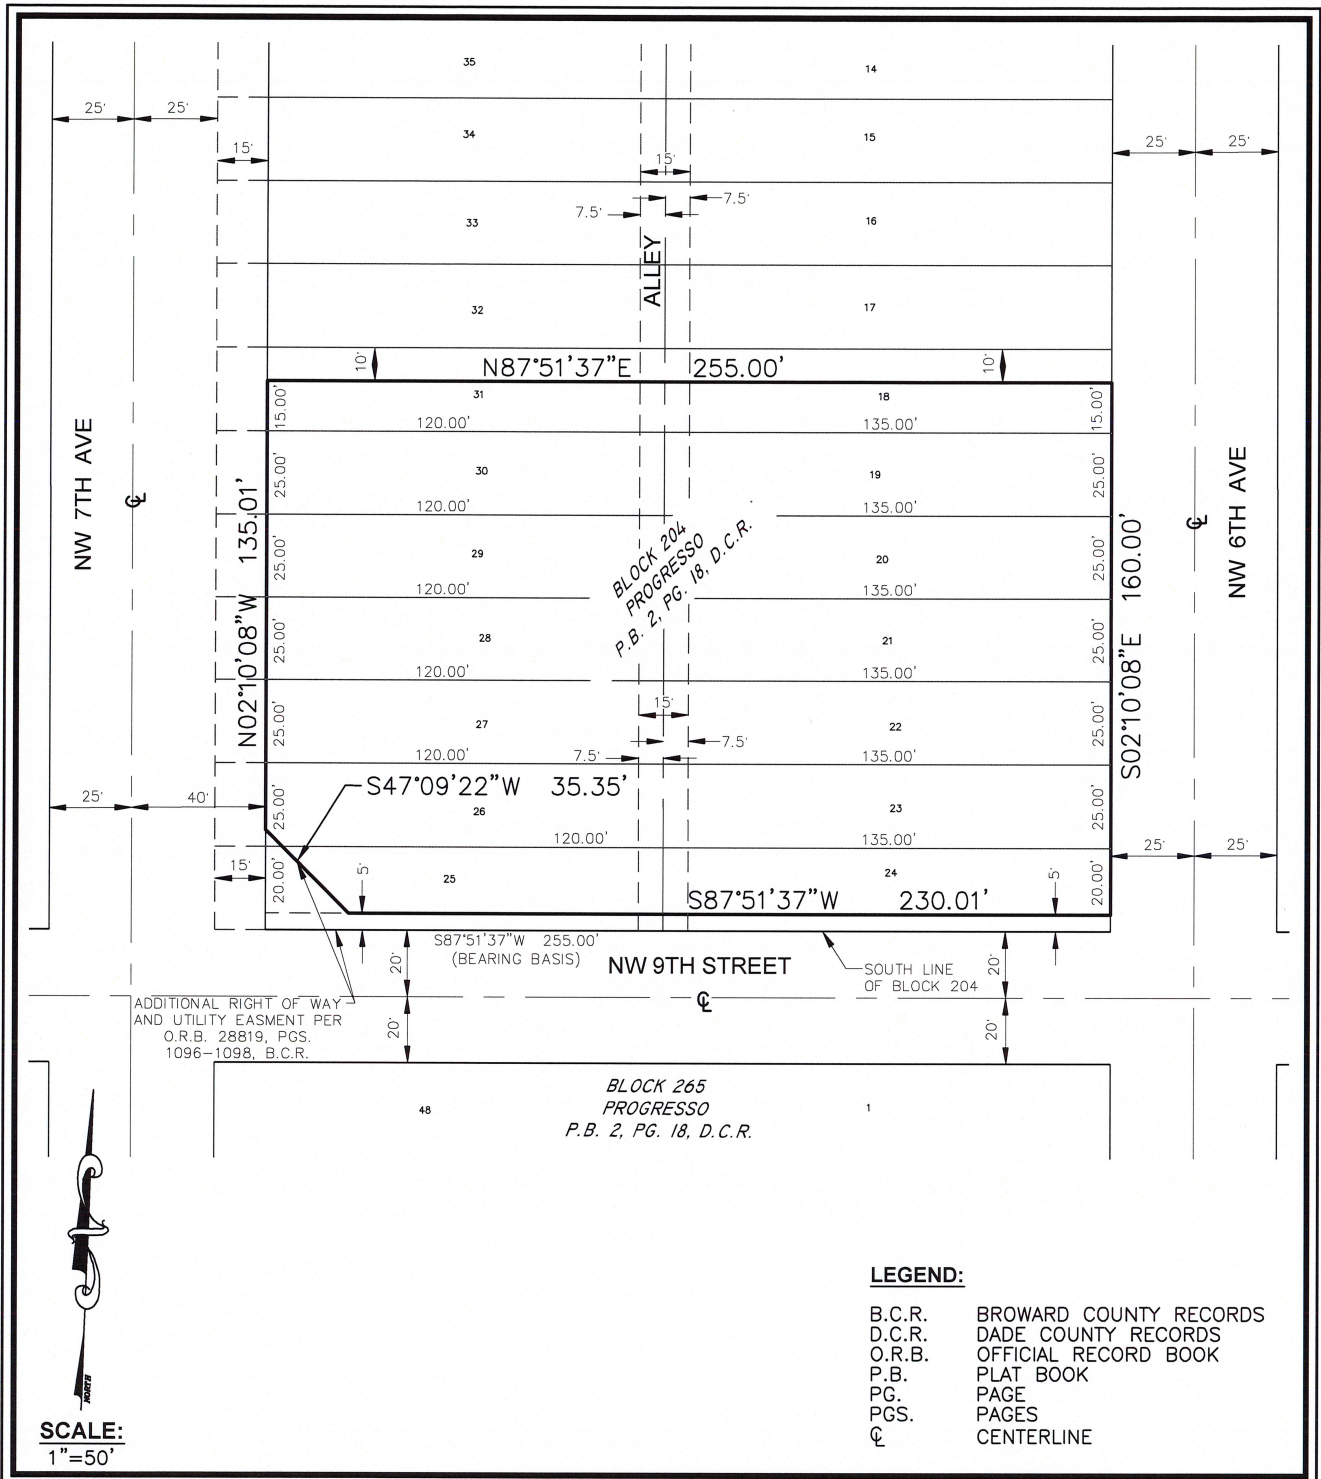 35
14
25'
25'
34
15
15'
25'
25'
15'
7.5'
7.5'
33
16
ALLEY
32
17
10'
N87°51'37"E 255.00'
10'
15.00'
31
18
15.00'
120.00'
135.00'
NW 7TH AVE
℄
N02°10'08"W 135.01'
25.00'
30
19
25.00'
120.00'
135.00'
℄
NW 6TH AVE
S02°10'08"E 160.00'
BLOCK 204
PROGRESSO
P.B. 2, PG. 18, D.C.R.
25.00'
29
20
25.00'
120.00'
135.00'
25.00'
28
21
25.00'
120.00'
135.00'
15'
25.00'
27
22
25.00'
7.5'
7.5'
120.00'
135.00'
S47°09'22"W 35.35'
25'
40'
25.00'
26
23
25.00'
120.00'
135.00'
25'
25'
15'
20.00'
5'
25
24
5'
20.00'
S87°51'37"W 230.01'
S87°51'37"W 255.00'
(BEARING BASIS)
NW 9TH STREET
20'
20'
SOUTH LINE
OF BLOCK 204
℄
ADDITIONAL RIGHT OF WAY
AND UTILITY EASMENT PER
O.R.B. 28819, PGS.
1096-1098, B.C.R.
20'
20'
BLOCK 265
PROGRESSO
P.B. 2, PG. 18, D.C.R.
48
1
NORTH
SCALE:
1"=50'
LEGEND:
B.C.R. BROWARD COUNTY RECORDS
D.C.R. DADE COUNTY RECORDS
O.R.B. OFFICIAL RECORD BOOK
P.B. PLAT BOOK
PG. PAGE
PGS. PAGES
℄ CENTERLINE